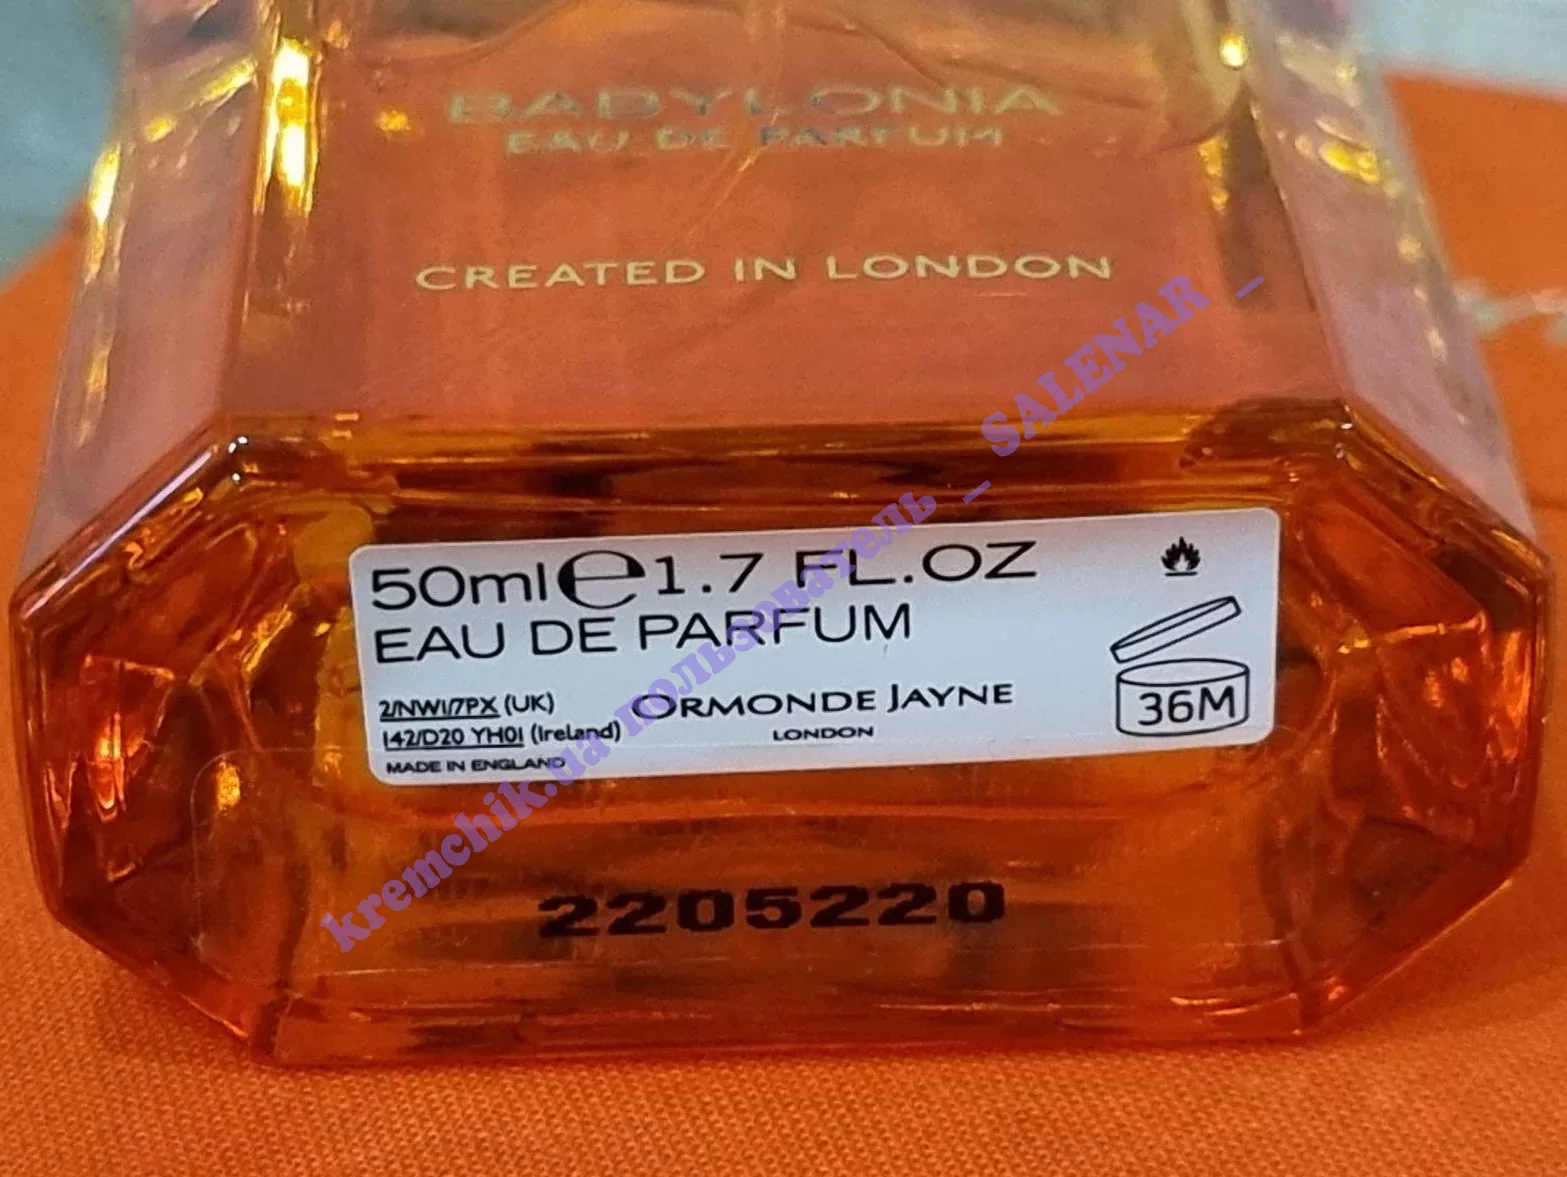 BABYLONIA
EAU DE PARFUM
CREATED IN LONDON
50ml e 1.7 FL.OZ
EAU DE PARFUM
2/NW1/7PX (UK)
142/D20 YH01 (Ireland)
MADE IN ENGLAND
ORMONDE JAYNE
LONDON
36M
2205220
kremchik.ua пользователь _ SALENAR _